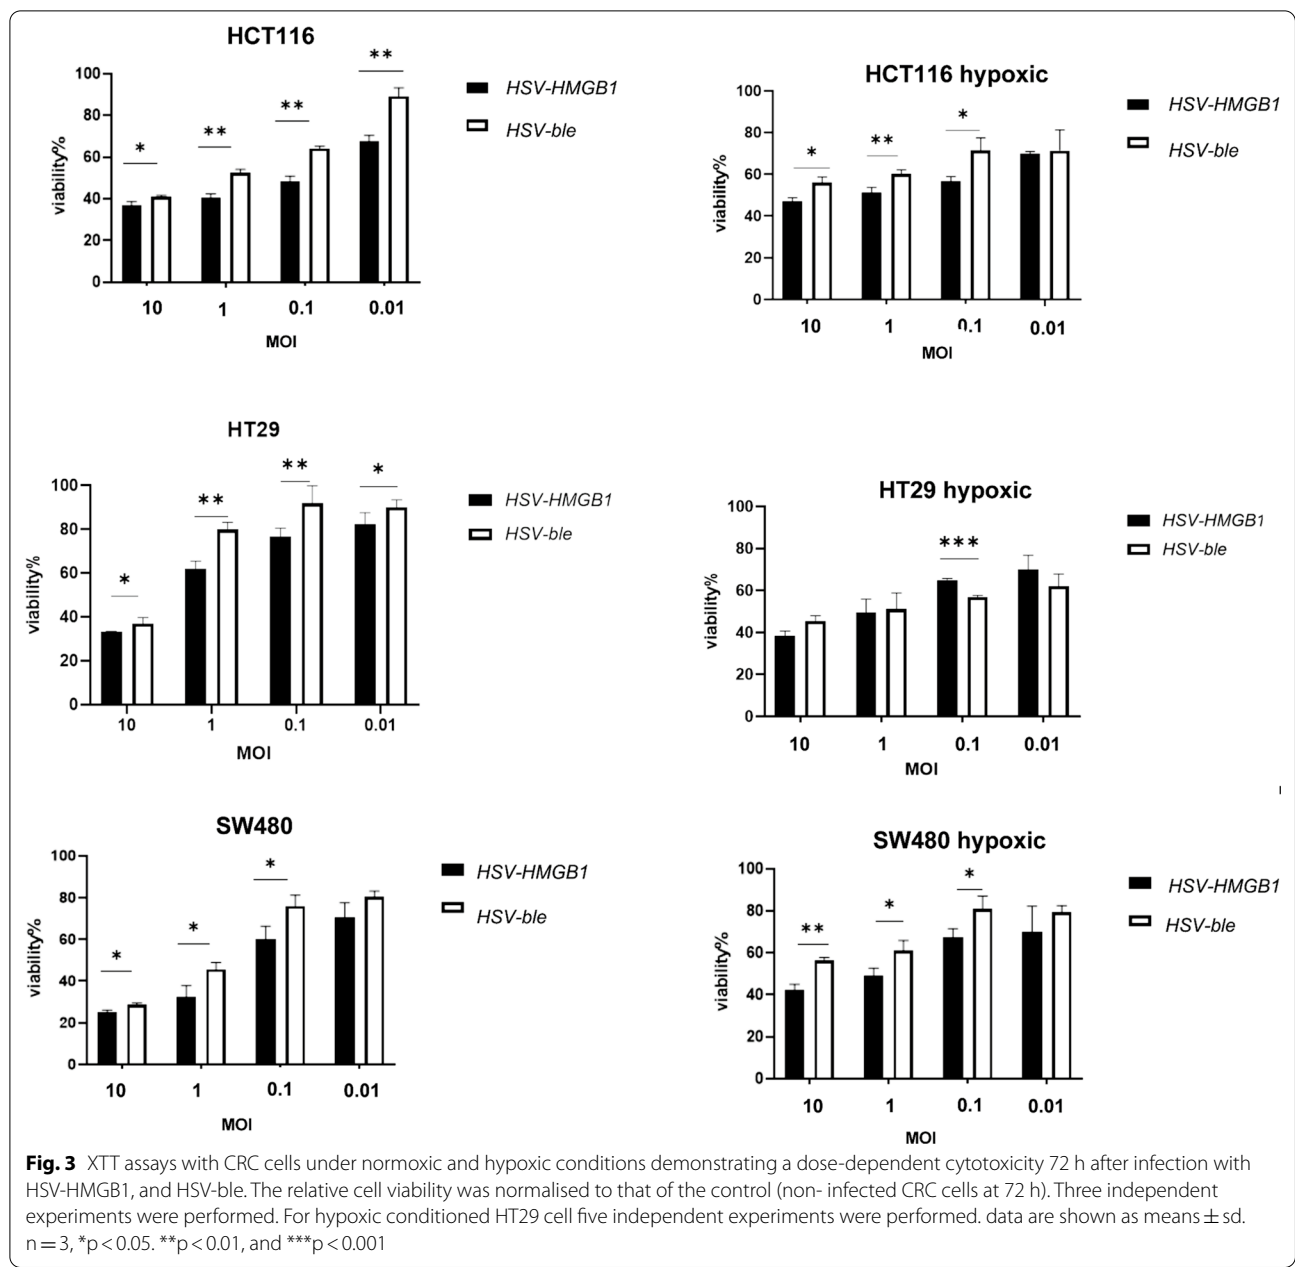 HCT116
**
100
80
60
40
20
0
viability%
*
**
**
10
1
0.1
0.01
MOI
HSV-HMGB1
HSV-ble
HCT116 hypoxic
100
80
60
40
20
0
viability%
*
**
*
10
1
0.1
0.01
MOI
HSV-HMGB1
HSV-ble
HT29
100
80
60
40
20
0
viability%
*
**
**
*
10
1
0.1
0.01
MOI
HSV-HMGB1
HSV-ble
HT29 hypoxic
100
80
60
40
20
0
viability%
***
10
1
0.1
0.01
MOI
HSV-HMGB1
HSV-ble
SW480
100
80
60
40
20
0
viability%
*
*
*
10
1
0.1
0.01
MOI
HSV-HMGB1
HSV-ble
SW480 hypoxic
100
80
60
40
20
0
viability%
**
*
*
10
1
0.1
0.01
MOI
HSV-HMGB1
HSV-ble
Fig. 3 XTT assays with CRC cells under normoxic and hypoxic conditions demonstrating a dose-dependent cytotoxicity 72 h after infection with
HSV-HMGB1, and HSV-ble. The relative cell viability was normalised to that of the control (non- infected CRC cells at 72 h). Three independent
experiments were performed. For hypoxic conditioned HT29 cell five independent experiments were performed. data are shown as means ± sd.
n = 3, *p < 0.05. **p < 0.01, and ***p < 0.001